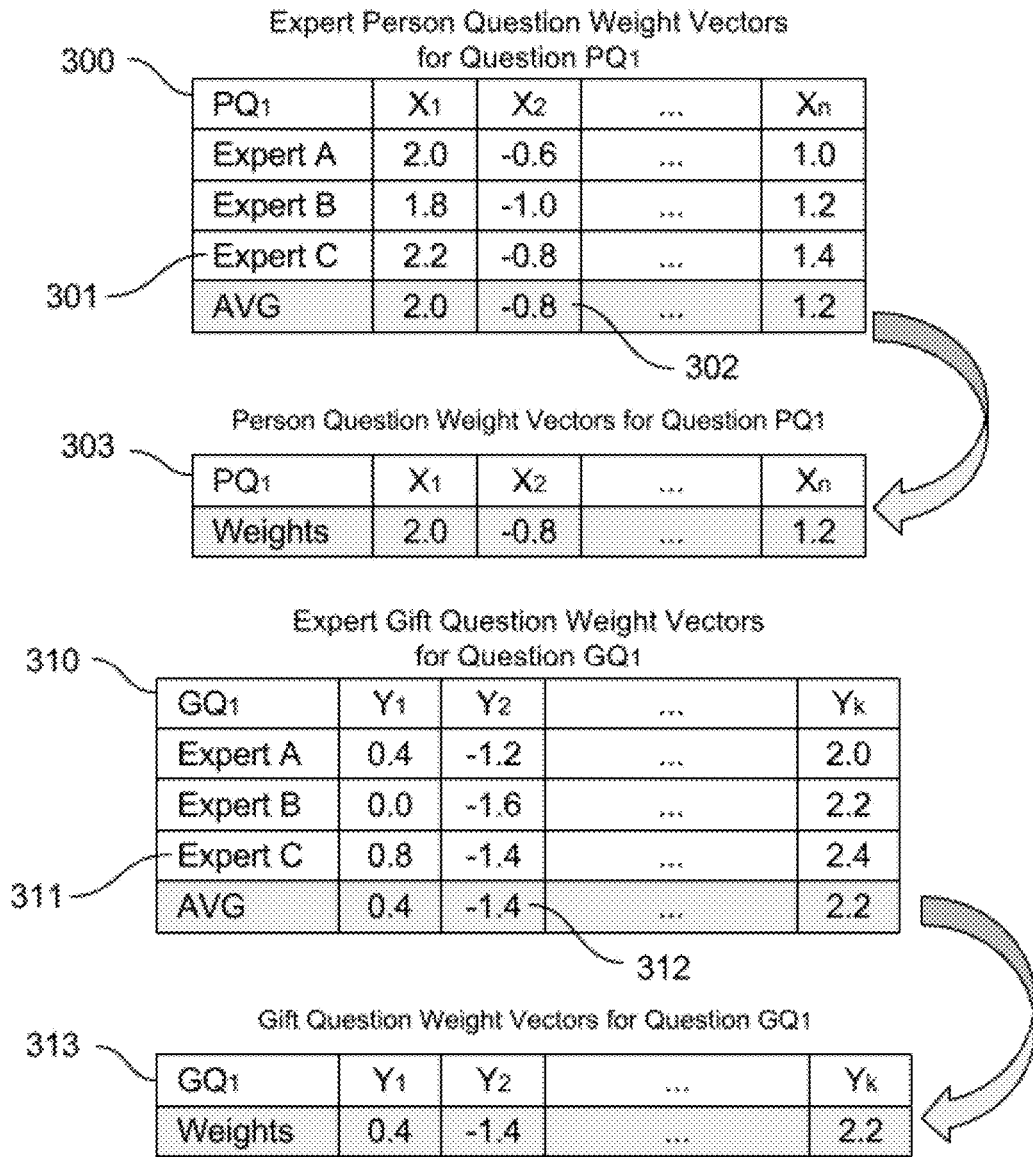 Expert Person Question Weight Vectors
for Question PQ1
300
PQ1 X1 X2 ... Xn
Expert A 2.0 -0.6 ... 1.0
Expert B 1.8 -1.0 ... 1.2
Expert C 2.2 -0.8 ... 1.4
301
AVG 2.0 -0.8 ... 1.2
302
Person Question Weight Vectors for Question PQ1
303
PQ1 X1 X2 ... Xn
Weights 2.0 -0.8 ... 1.2
Expert Gift Question Weight Vectors
for Question GQ1
310
GQ1 Y1 Y2 ... Yk
Expert A 0.4 -1.2 ... 2.0
Expert B 0.0 -1.6 ... 2.2
Expert C 0.8 -1.4 ... 2.4
311
AVG 0.4 -1.4 ... 2.2
312
Gift Question Weight Vectors for Question GQ1
313
GQ1 Y1 Y2 ... Yk
Weights 0.4 -1.4 ... 2.2